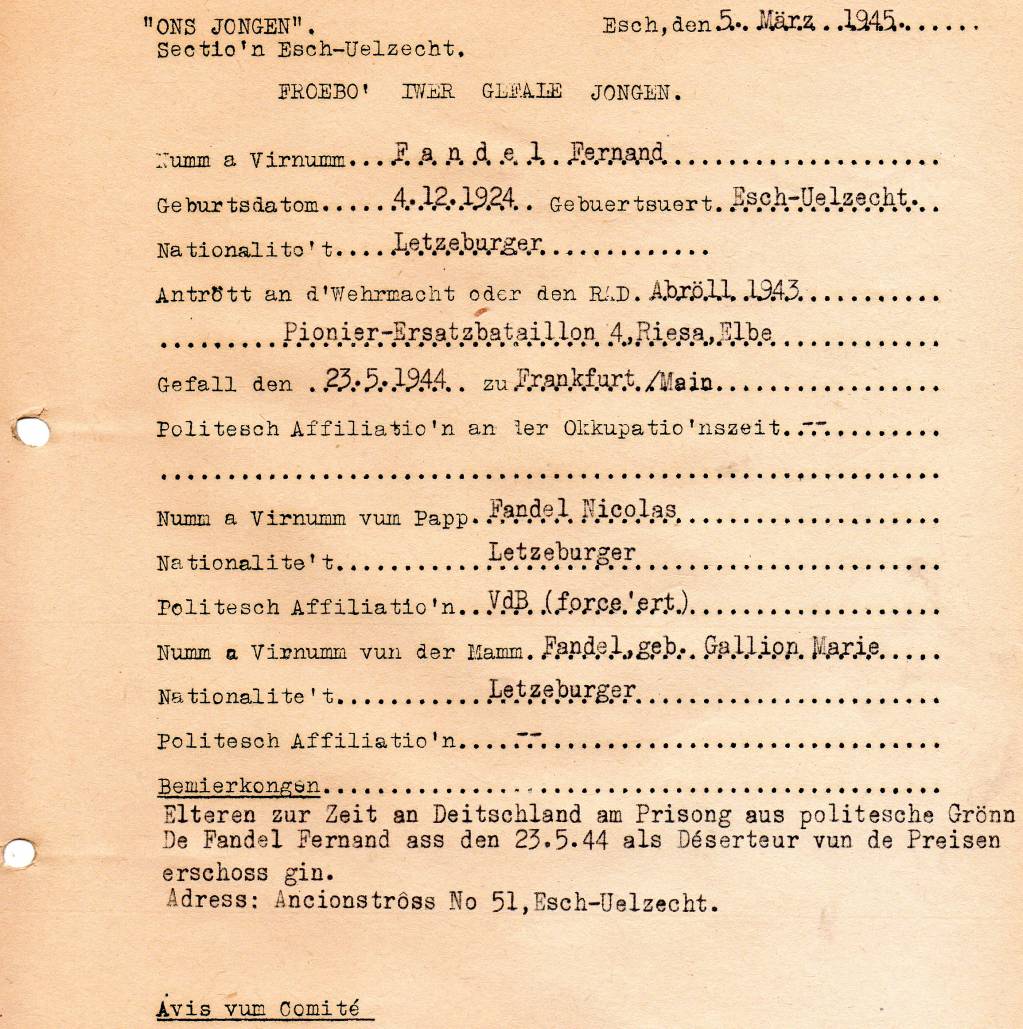 "ONS JONGEN".
Esch,den 5. März 1945.
Sectio'n Esch-Uelzecht.
FROEBO' IWER GEFALE JONGEN.
Numm a Virnumm... F a n d e l Fernand
Geburtsdatom..... 4.12.1924. Gebuertsuert. Esch-Uelzecht.
Nationalite't.... Letzeburger
Antrött an d'Wehrmacht oder den RAD. Abröll 1943
Pionier-Ersatzbataillon 4,Riesa,Elbe
Gefall den .23.5.1944.. zu Frankfurt /Main
Politesch Affiliatio'n an der Okkupatio'nszeit..--
Numm a Virnumm vum Papp. Fandel Nicolas
Nationalite't.... Letzeburger
Politesch Affiliatio'n.. VdB (force'ert)
Numm a Virnumm vun der Mamm. Fandel,geb. Gallion Marie
Nationalite't.... Letzeburger
Politesch Affiliatio'n....--
Bemierkongen
Elteren zur Zeit an Deitschland am Prisong aus politesche Grönn
De Fandel Fernand ass den 23.5.44 als Déserteur vun de Preisen
erschoss gin.
Adress: Ancionströss No 51,Esch-Uelzecht.
Avis vum Comité